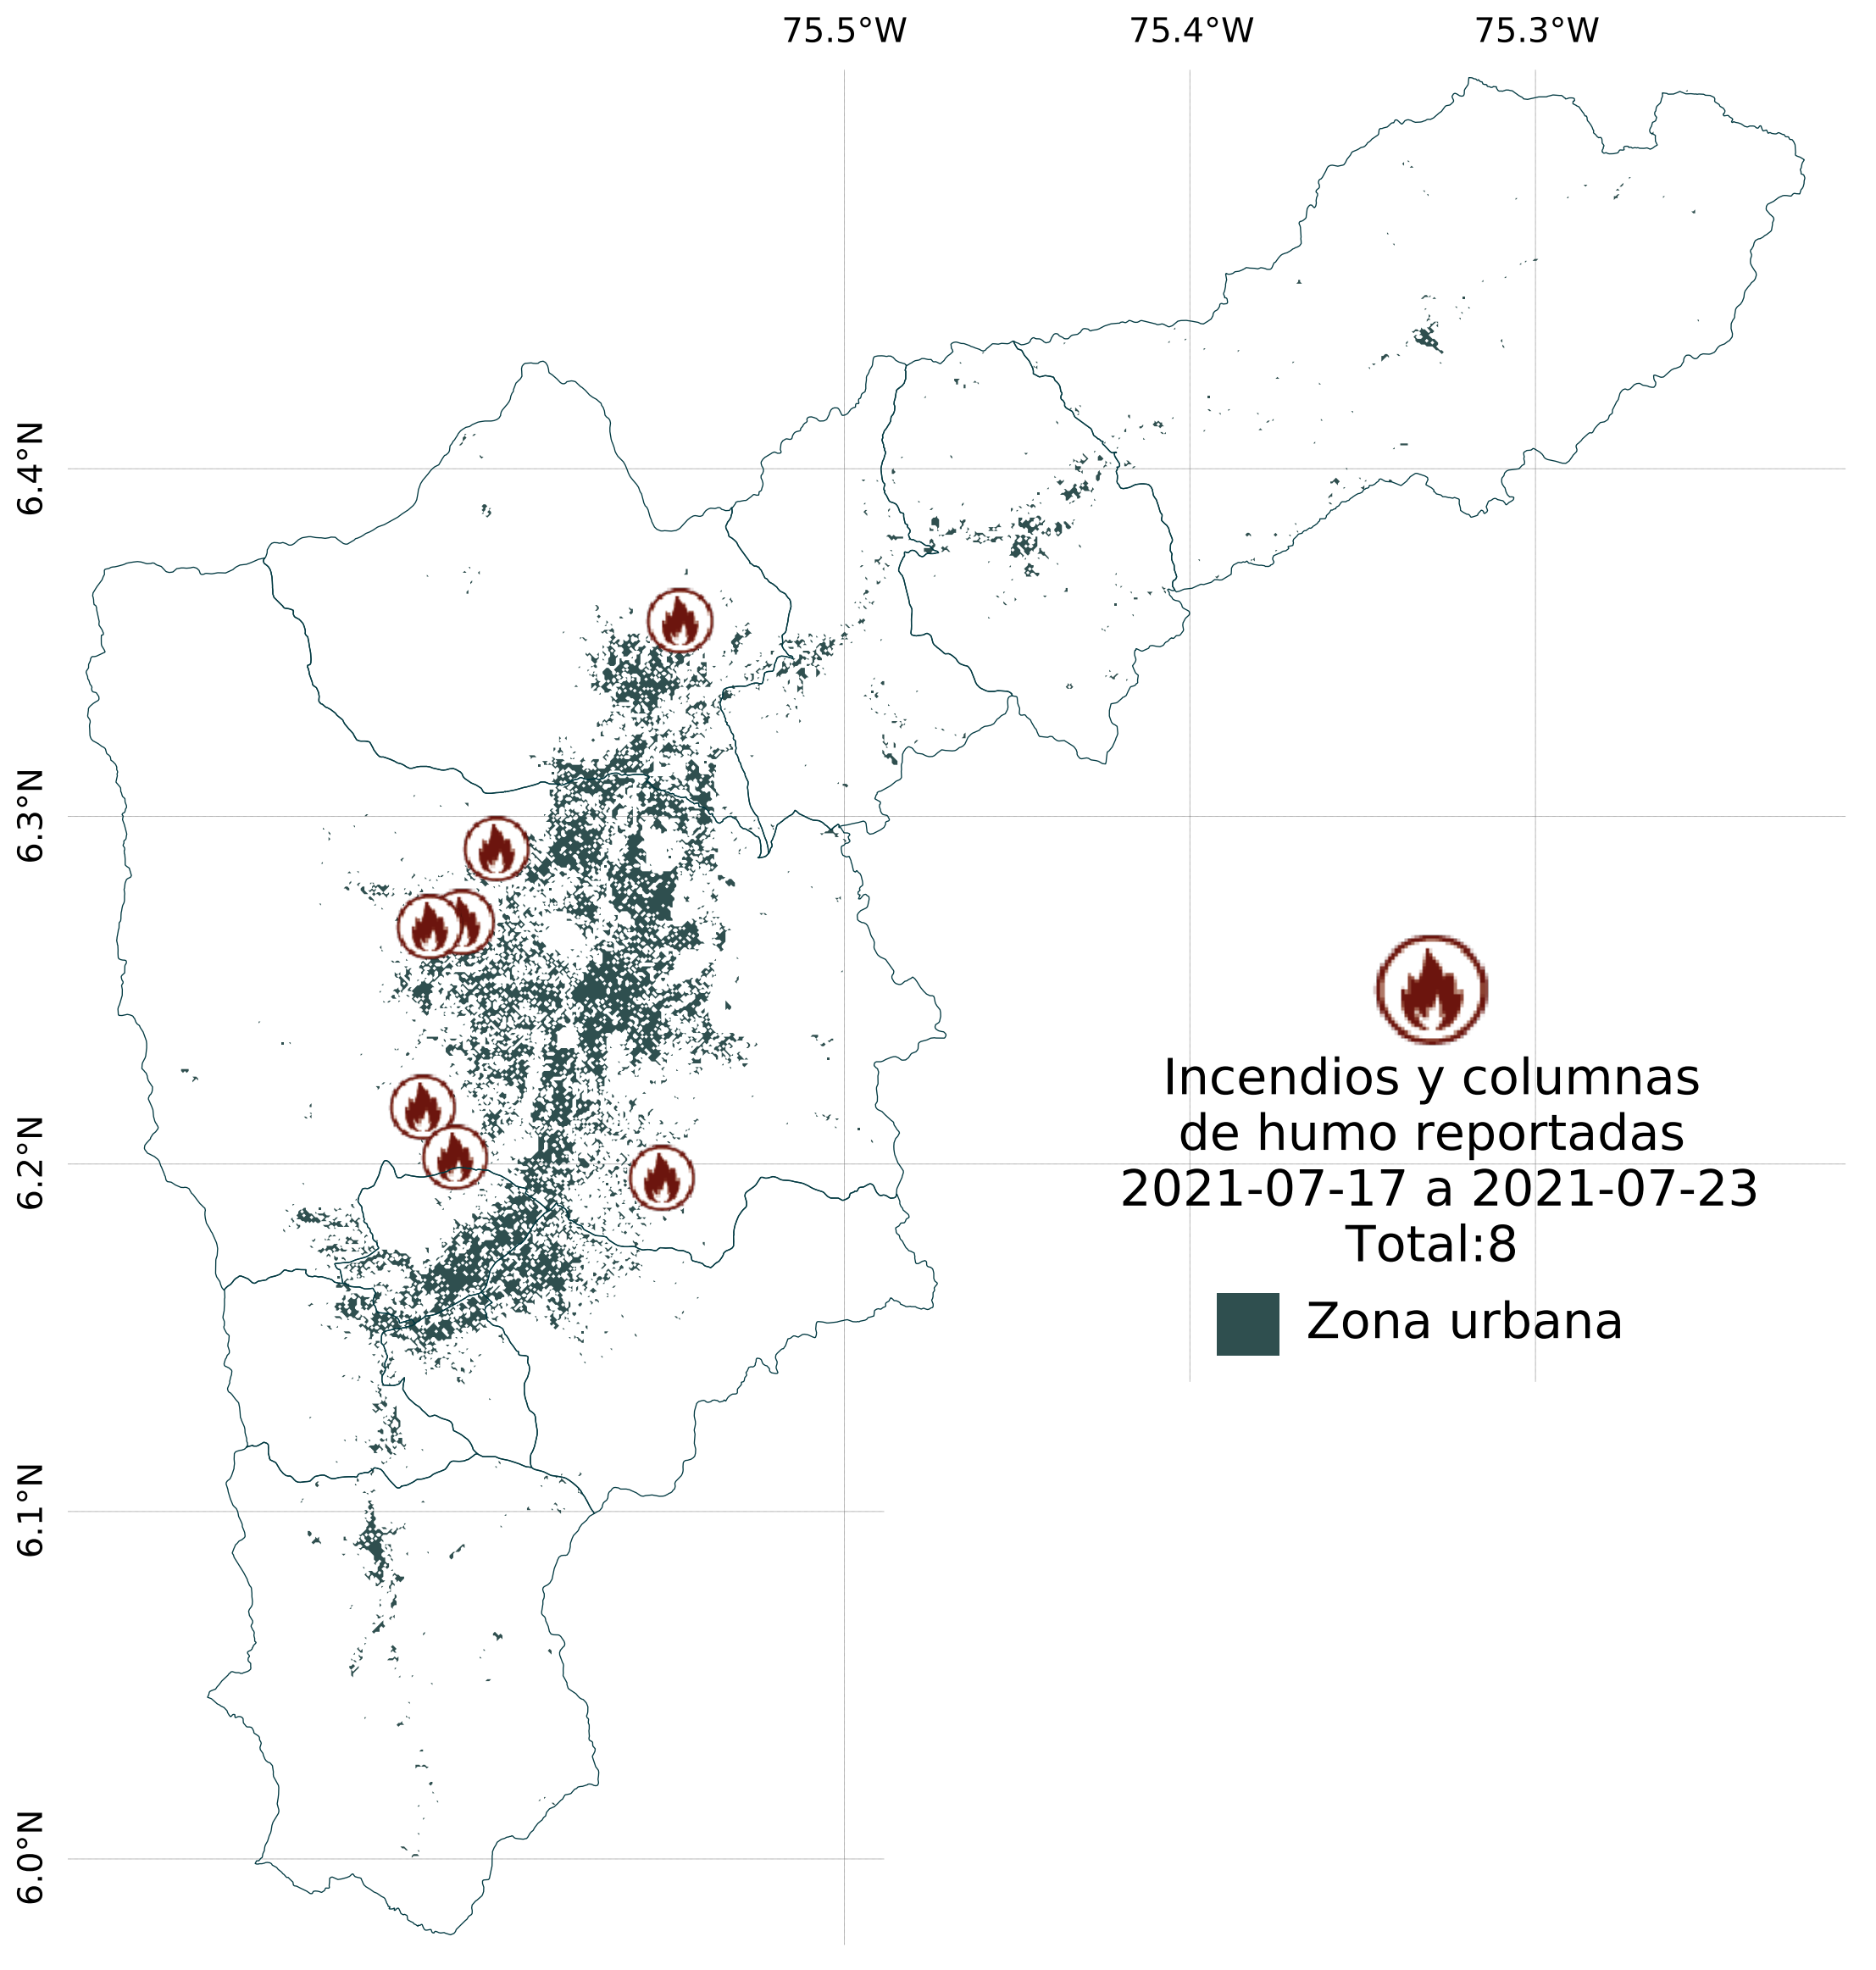 75.5°W
75.4°W
75.3°W
6.4°N
6.3°N
6.2°N
6.1°N
6.0°N
Incendios y columnas
de humo reportadas
2021-07-17 a 2021-07-23
Total:8
Zona urbana